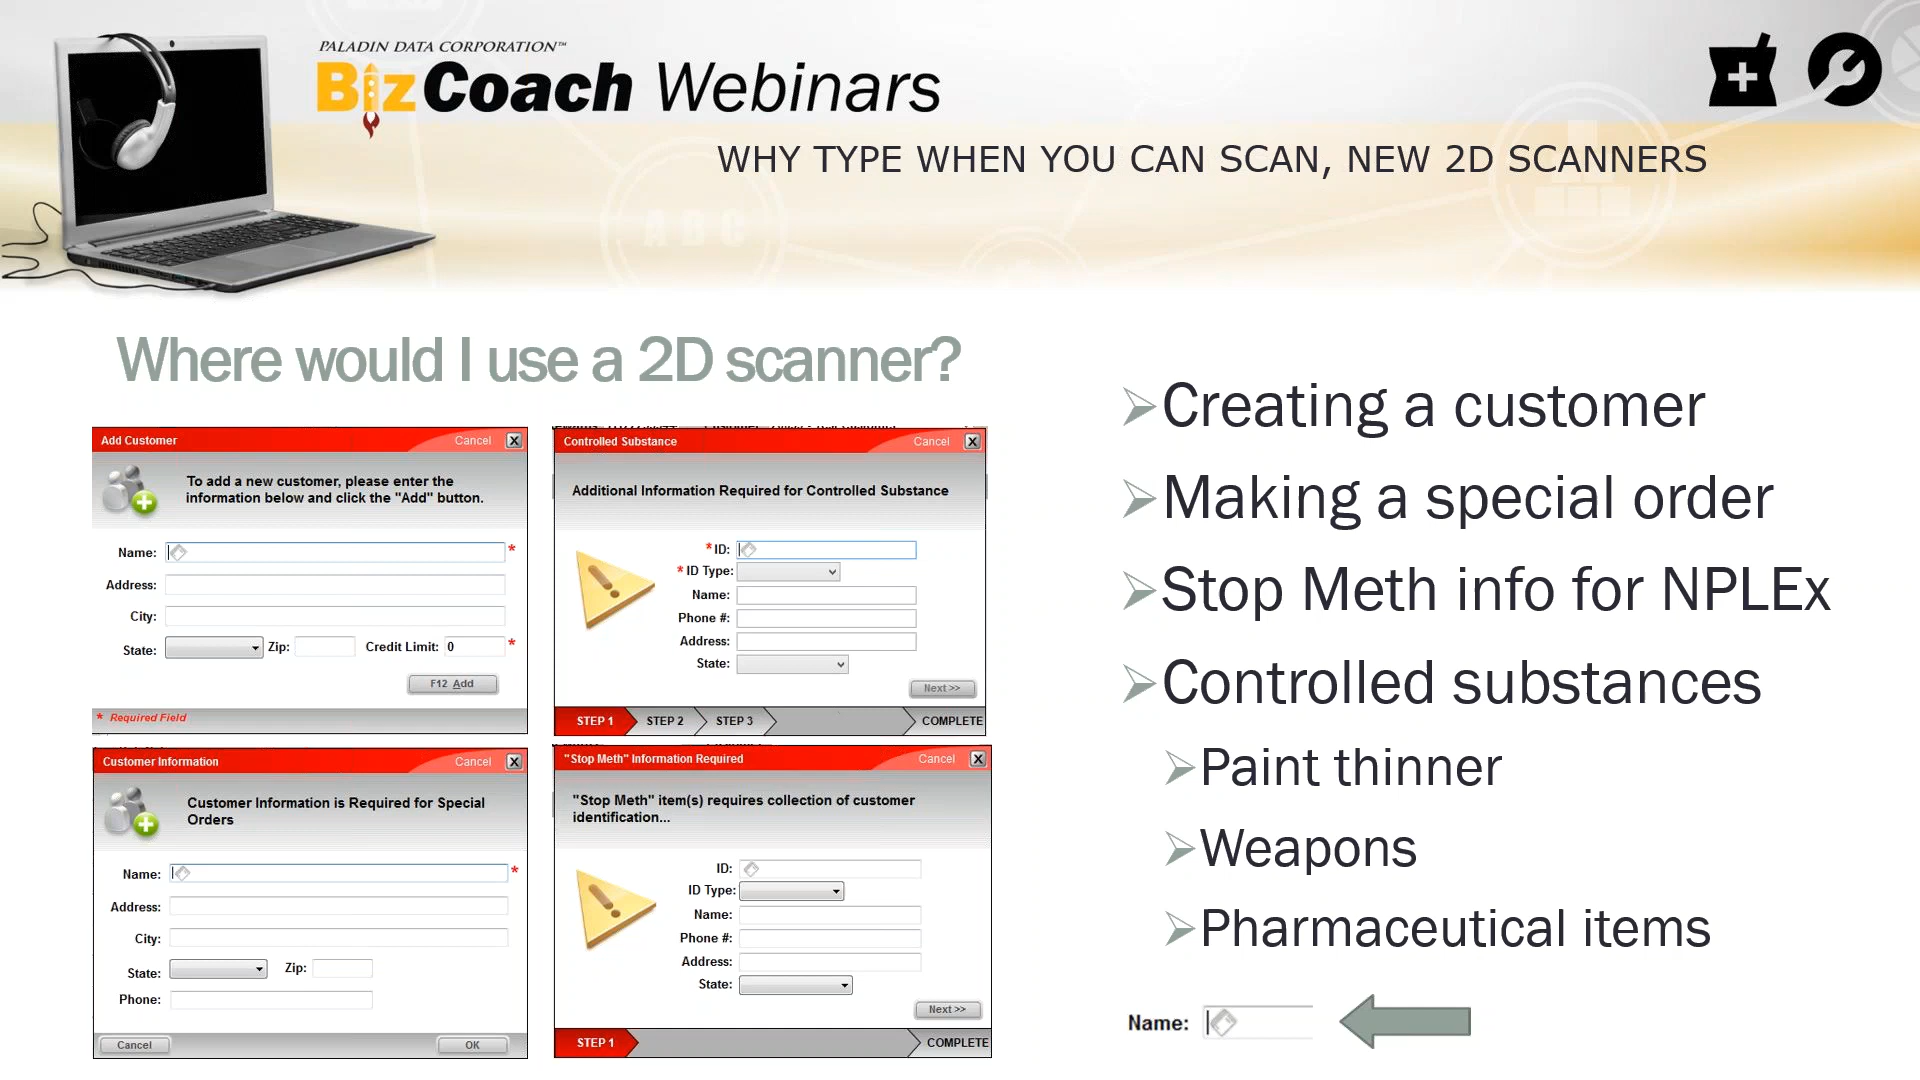 PALADIN DATA CORPORATION™
BizCoach Webinars
WHY TYPE WHEN YOU CAN SCAN, NEW 2D SCANNERS
ABC
Where would I use a 2D scanner?
Add Customer
Cancel
To add a new customer, please enter the
information below and click the "Add" button.
Name: *
Address:
City:
State: Zip: Credit Limit: 0 *
F12 Add
* Required Field
Controlled Substance
Cancel
Additional Information Required for Controlled Substance
* ID:
* ID Type:
Name:
Phone #:
Address:
State:
Next >>
STEP 1 STEP 2 STEP 3 COMPLETE
Customer Information
Cancel
Customer Information is Required for Special
Orders
Name: *
Address:
City:
State: Zip:
Phone:
Cancel OK
"Stop Meth" Information Required
Cancel
"Stop Meth" item(s) requires collection of customer
identification...
ID:
ID Type:
Name:
Phone #:
Address:
State:
Next >>
STEP 1 COMPLETE
Creating a customer
Making a special order
Stop Meth info for NPLEx
Controlled substances
Paint thinner
Weapons
Pharmaceutical items
Name: